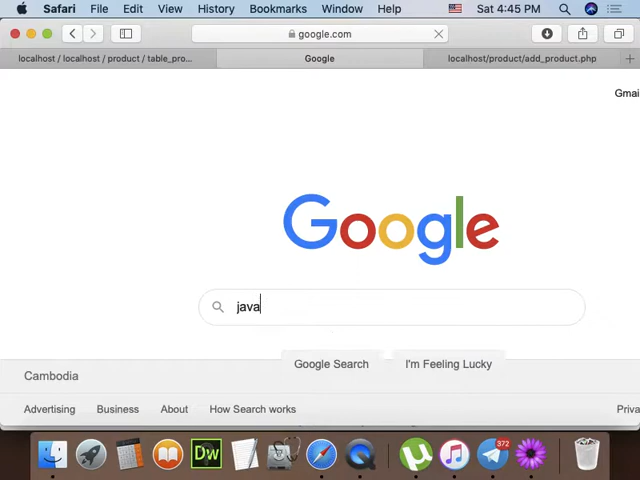 Safari File Edit View History Bookmarks Window Help Sat 4:45 PM
google.com
localhost / localhost / product / table_pro... Google localhost/product/add_product.php
Gmai
Google
java
Google Search I'm Feeling Lucky
Cambodia
Advertising Business About How Search works Priva
Dw 372